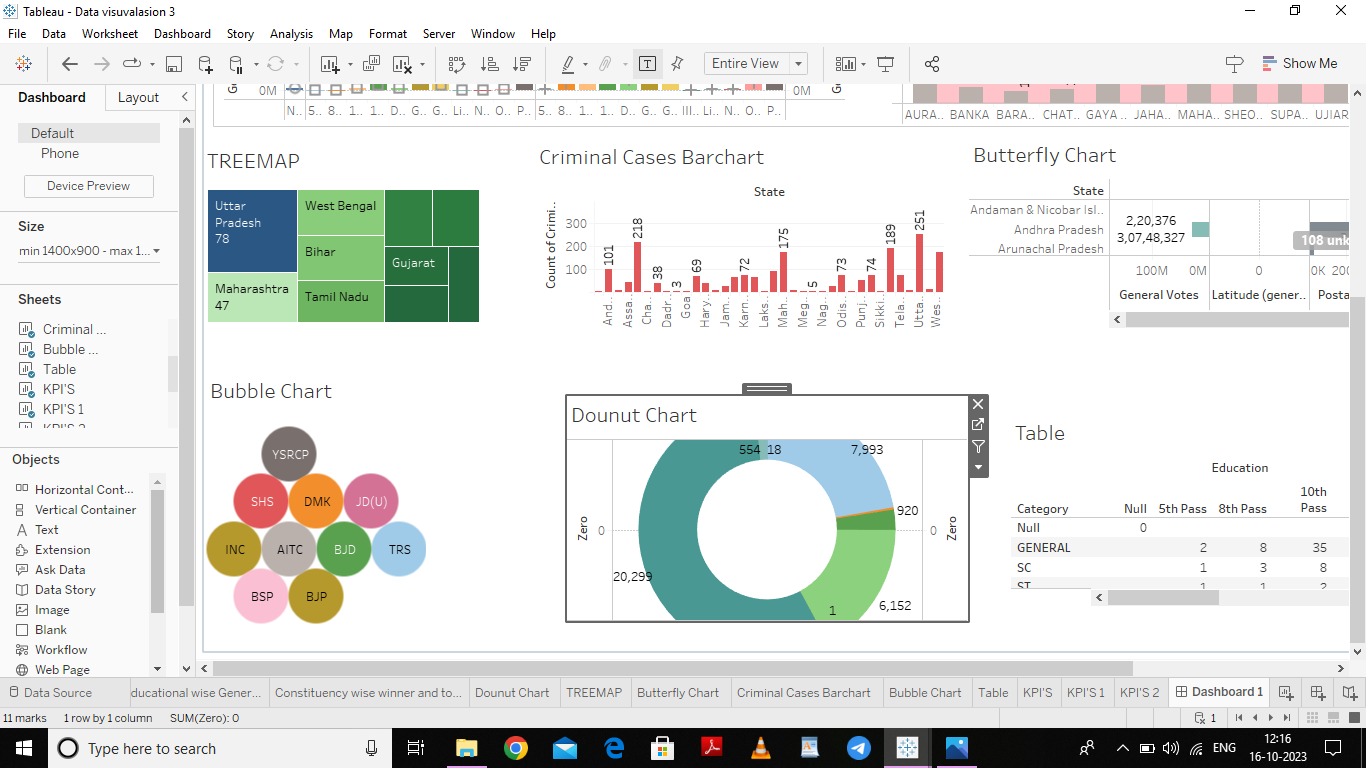 Tableau - Data visuvalasion 3
File Data Worksheet Dashboard Story Analysis Map Format Server Window Help
Entire View
Show Me
Dashboard Layout
Default
Phone
Device Preview
Size
min 1400x900 - max 1...
Sheets
Criminal ...
Bubble ...
Table
KPI'S
KPI'S 1
Objects
Horizontal Cont...
Vertical Container
Text
Extension
Ask Data
Data Story
Image
Blank
Workflow
Web Page
0M
N.. 5.. 8.. 1.. 1.. D.. G.. G.. Li.. N.. O.. P.. 5.. 8.. 1.. 1.. D.. G.. G.. Ill.. Li.. N.. O.. P..
0M
AURA.. BANKA BARA.. CHAT.. GAYA .. JAHA.. MAHA.. SHEO.. SUPA.. UJIAR
TREEMAP
Uttar
Pradesh
78
Maharashtra
47
West Bengal
Bihar
Tamil Nadu
Gujarat
Criminal Cases Barchart
State
Count of Crimi..
300
200
100
101 218 38 3 69 72 175 5 73 74 189 251
And.. Assa.. Cha.. Dadr.. Goa Hary.. Jam.. Karn.. Laks.. Mah.. Meg.. Nag.. Odis.. Punj.. Sikki.. Tela.. Utta.. Wes..
Butterfly Chart
State
Andaman & Nicobar Isl..
Andhra Pradesh
Arunachal Pradesh
2,20,376
3,07,48,327
108 unk
100M 0M 0 0K 200
General Votes Latitude (gener.. Posta
Bubble Chart
YSRCP
SHS DMK JD(U)
INC AITC BJD TRS
BSP BJP
Dounut Chart
554 18 7,993
920
Zero 0 0 Zero
20,299
6,152
1
Table
Education
Category Null 5th Pass 8th Pass 10th
Pass
Null 0
GENERAL 2 8 35
SC 1 3 8
ST 1 1 2
Data Source ducational wise Gener... Constituency wise winner and to... Dounut Chart TREEMAP Butterfly Chart Criminal Cases Barchart Bubble Chart Table KPI'S KPI'S 1 KPI'S 2 Dashboard 1
11 marks 1 row by 1 column SUM(Zero): 0
1
Type here to search
ENG
12:16
16-10-2023